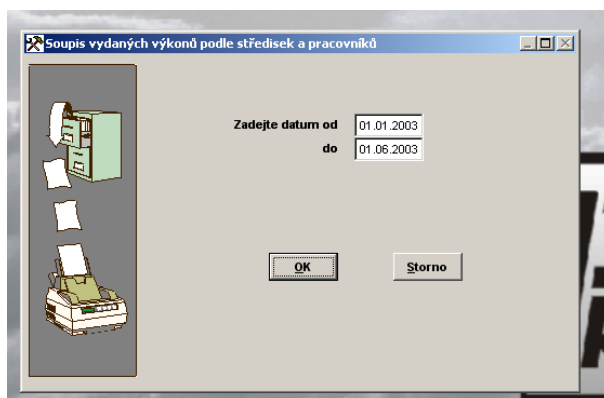 Soupis vydaných výkonů podle středisek a pracovníků
Zadejte datum od 01.01.2003
do 01.06.2003
OK Storno